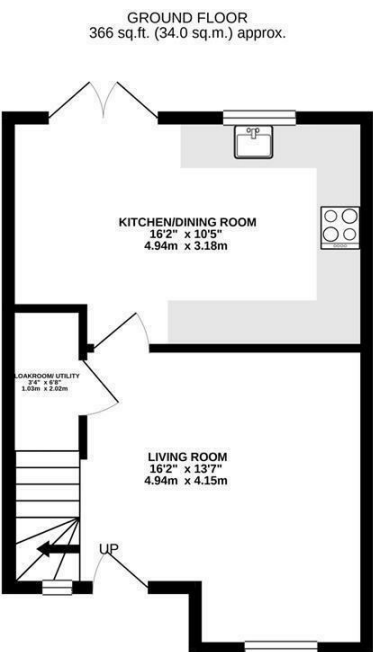 GROUND FLOOR
366 sq.ft. (34.0 sq.m.) approx.
KITCHEN/DINING ROOM
16'2" x 10'5"
4.94m x 3.18m
LOAKROOM/ UTILITY
3'4" x 6'8"
1.03m x 2.02m
LIVING ROOM
16'2" x 13'7"
4.94m x 4.15m
UP